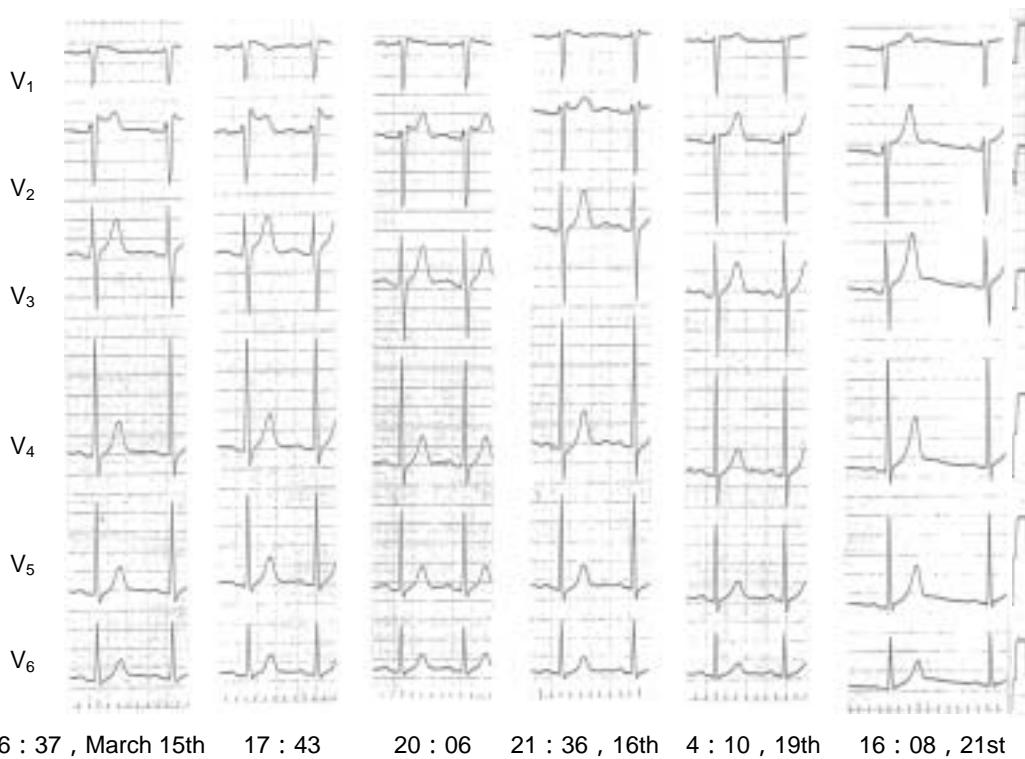 V1
V2
V3
V4
V5
V6
6 : 37 , March 15th 17 : 43 20 : 06 21 : 36 , 16th 4 : 10 , 19th 16 : 08 , 21st